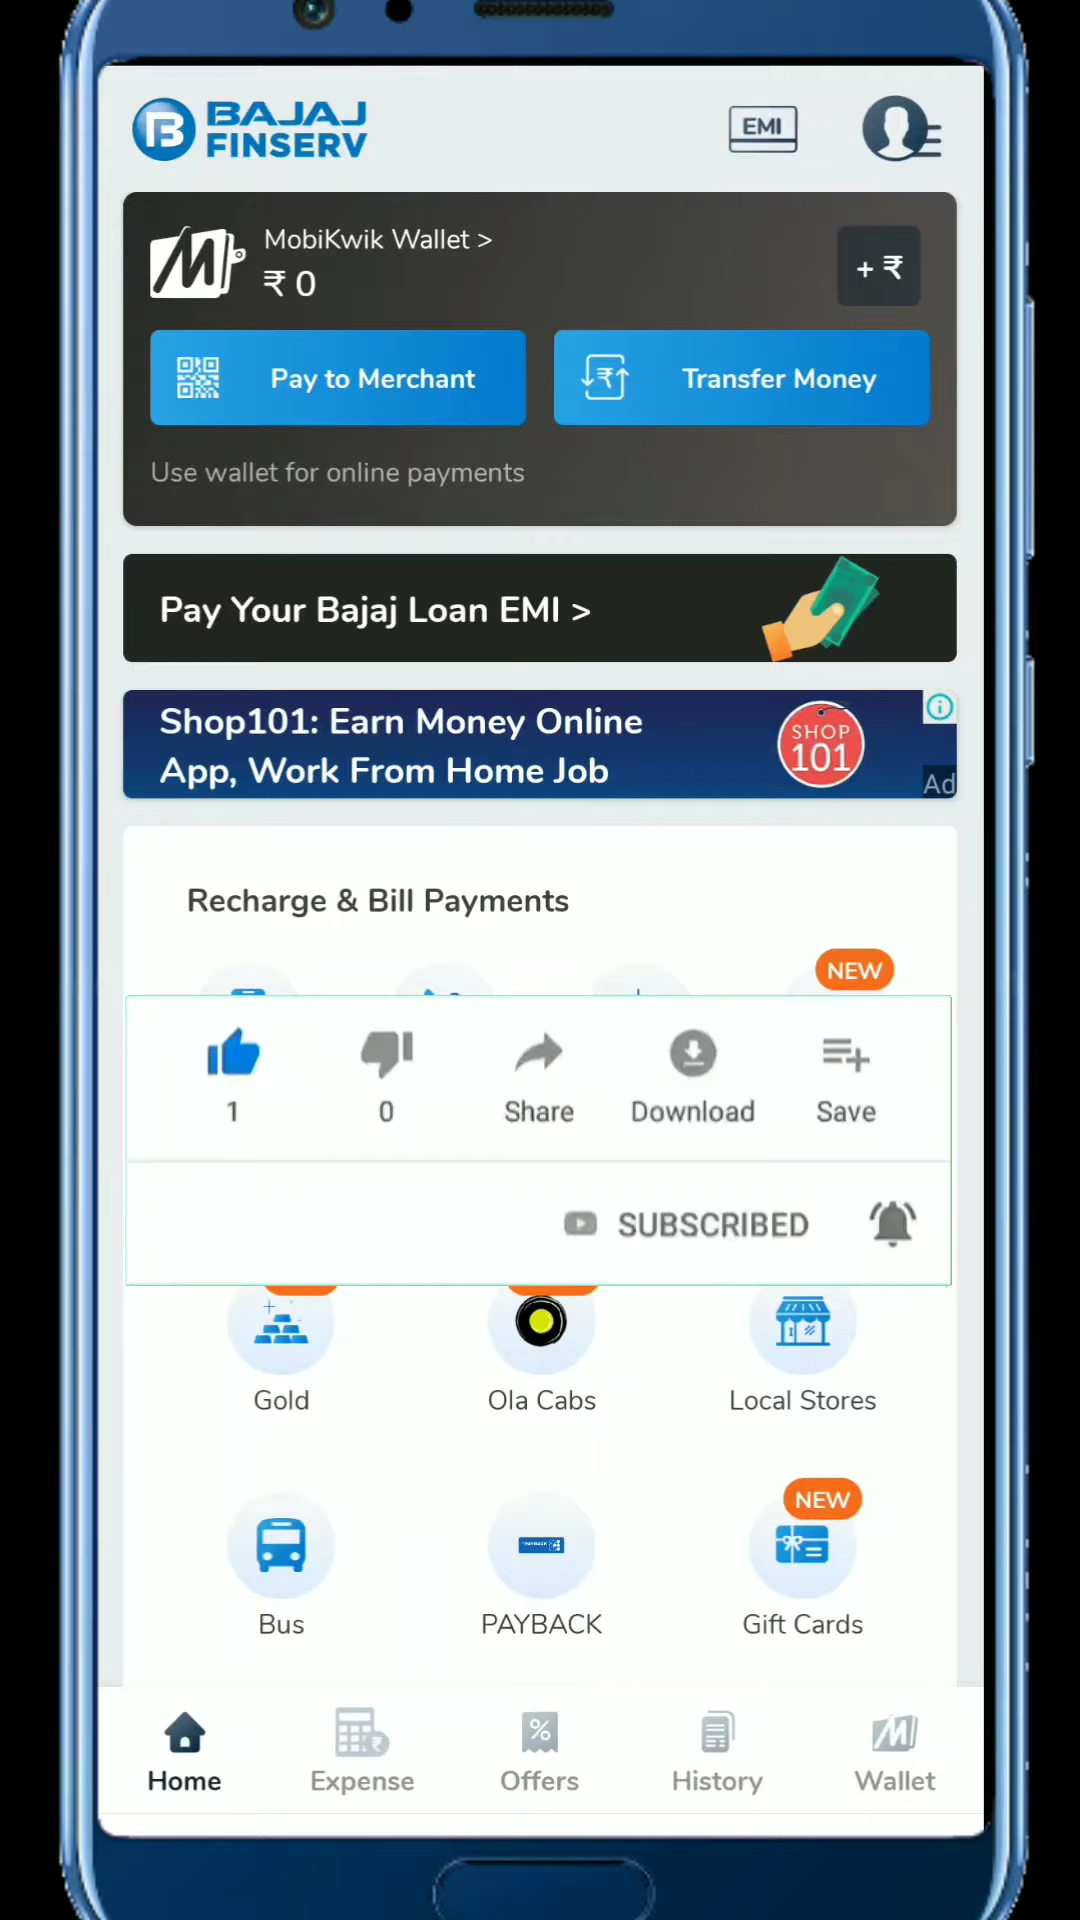 BAJAJ
FINSERV
EMI
MobiKwik Wallet >
₹ 0
+ ₹
Pay to Merchant
Transfer Money
Use wallet for online payments
Pay Your Bajaj Loan EMI >
Shop101: Earn Money Online
App, Work From Home Job
SHOP
101
Ad
Recharge & Bill Payments
NEW
1
0
Share
Download
Save
SUBSCRIBED
Gold
Ola Cabs
Local Stores
NEW
PAYBACK
Bus
PAYBACK
Gift Cards
Home
Expense
Offers
History
Wallet